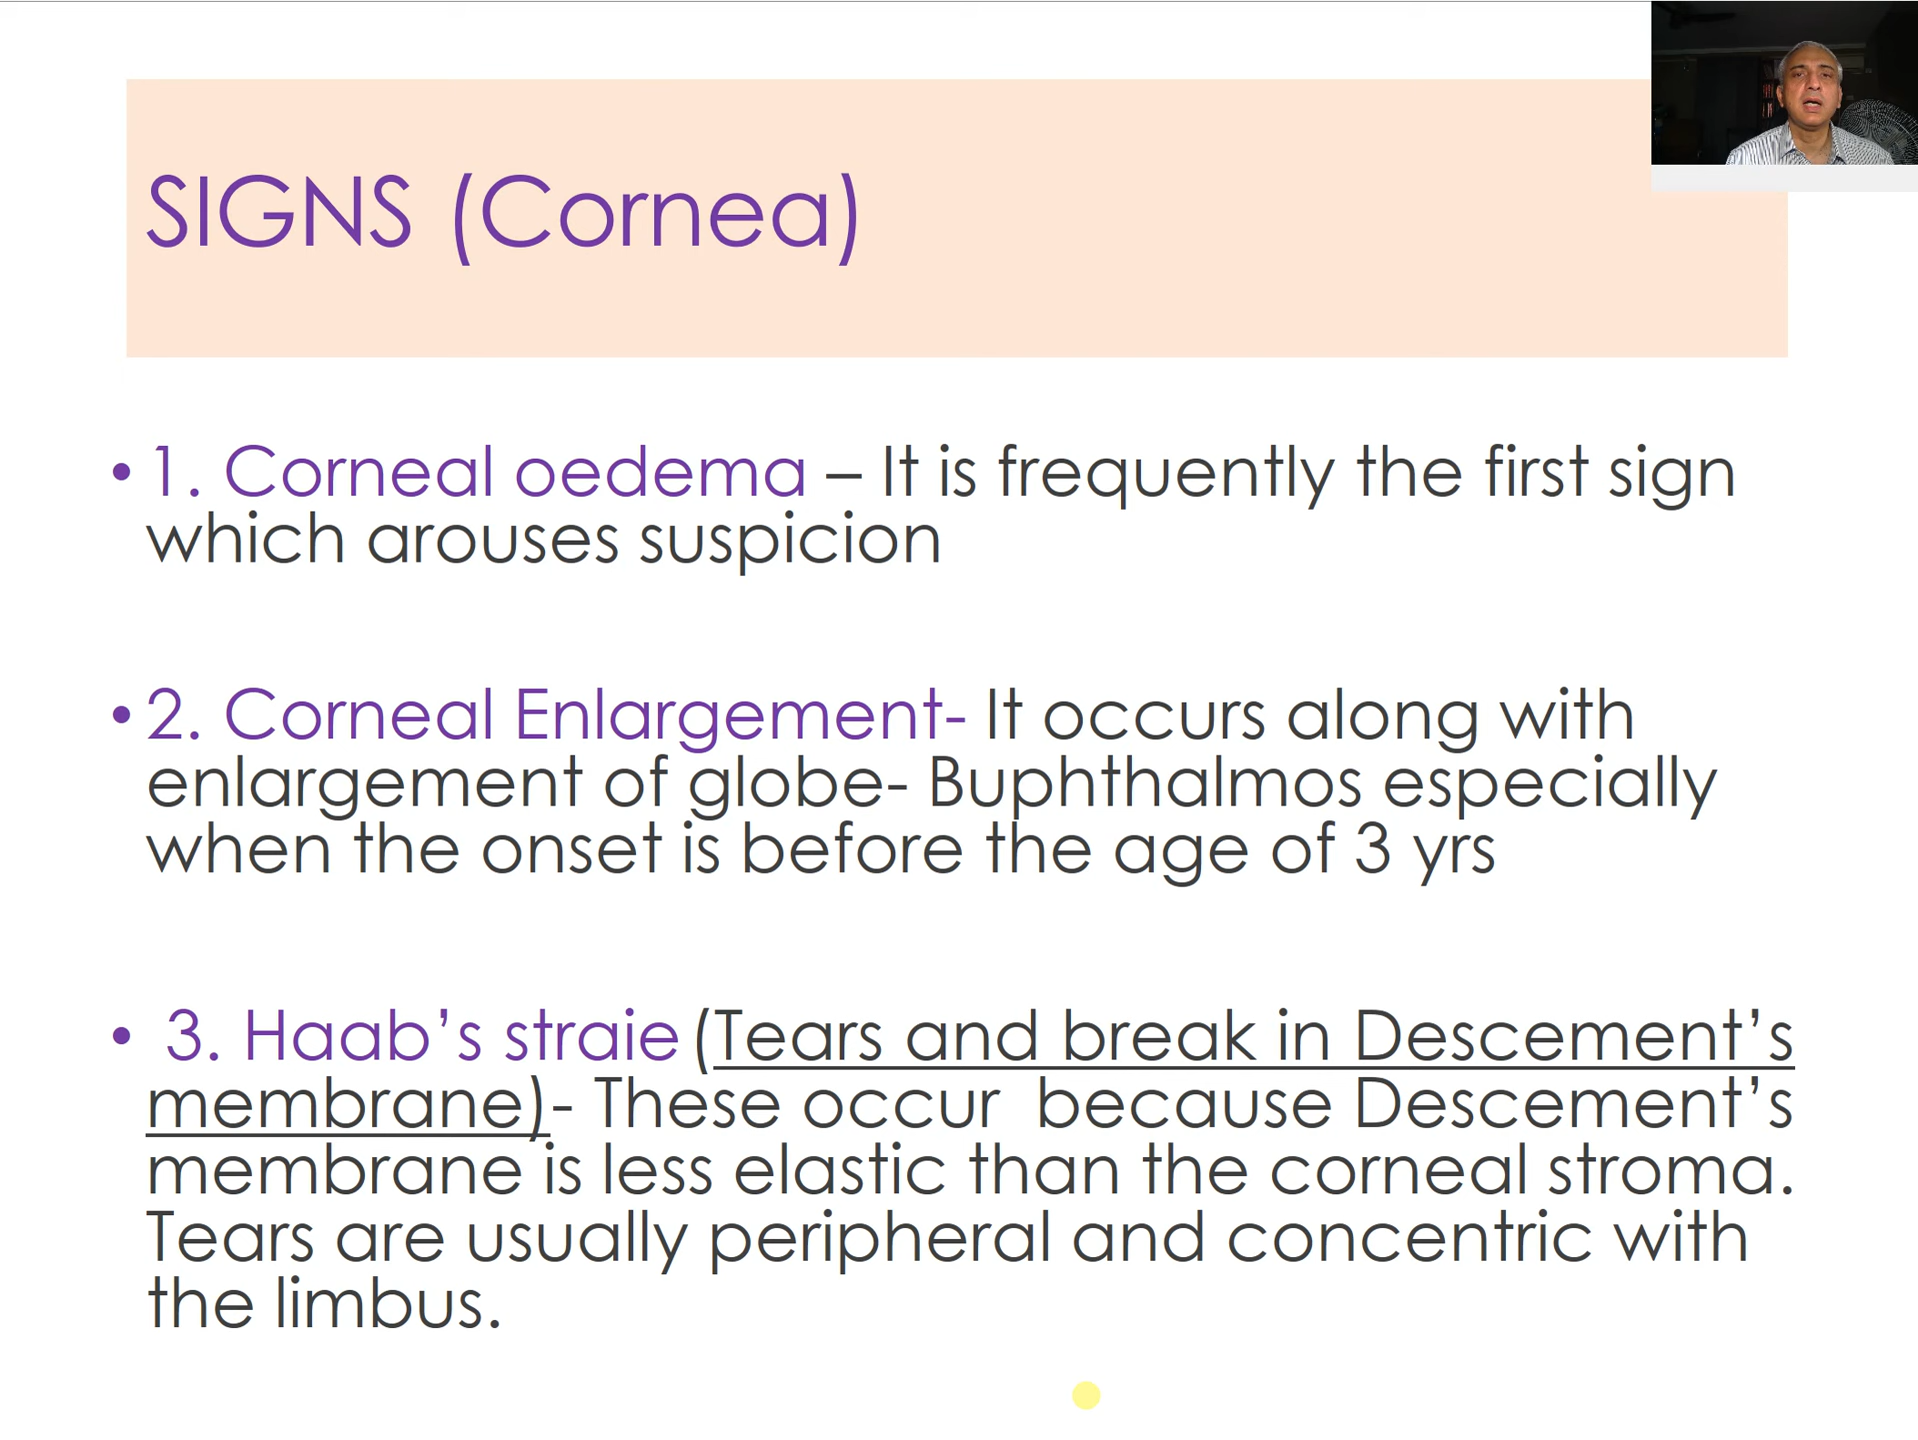 SIGNS (Cornea)
• 1. Corneal oedema – It is frequently the first sign
which arouses suspicion
• 2. Corneal Enlargement- It occurs along with
enlargement of globe- Buphthalmos especially
when the onset is before the age of 3 yrs
• 3. Haab’s straie (Tears and break in Descement’s
membrane)- These occur  because Descement’s
membrane is less elastic than the corneal stroma.
Tears are usually peripheral and concentric with
the limbus.